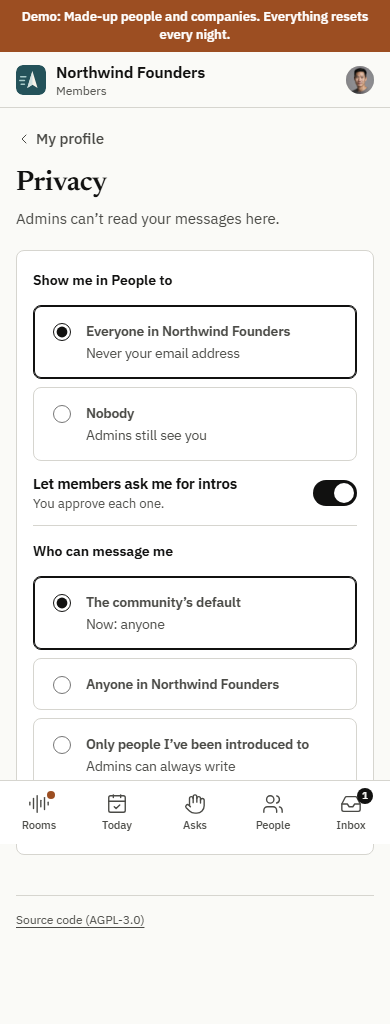 Demo: Made-up people and companies. Everything resets
every night.
Northwind Founders
Members
My profile
Privacy
Admins can’t read your messages here.
Show me in People to
Everyone in Northwind Founders
Never your email address
Nobody
Admins still see you
Let members ask me for intros
You approve each one.
Who can message me
The community’s default
Now: anyone
Anyone in Northwind Founders
Only people I’ve been introduced to
Admins can always write
1
Rooms
Today
Asks
People
Inbox
Source code (AGPL-3.0)